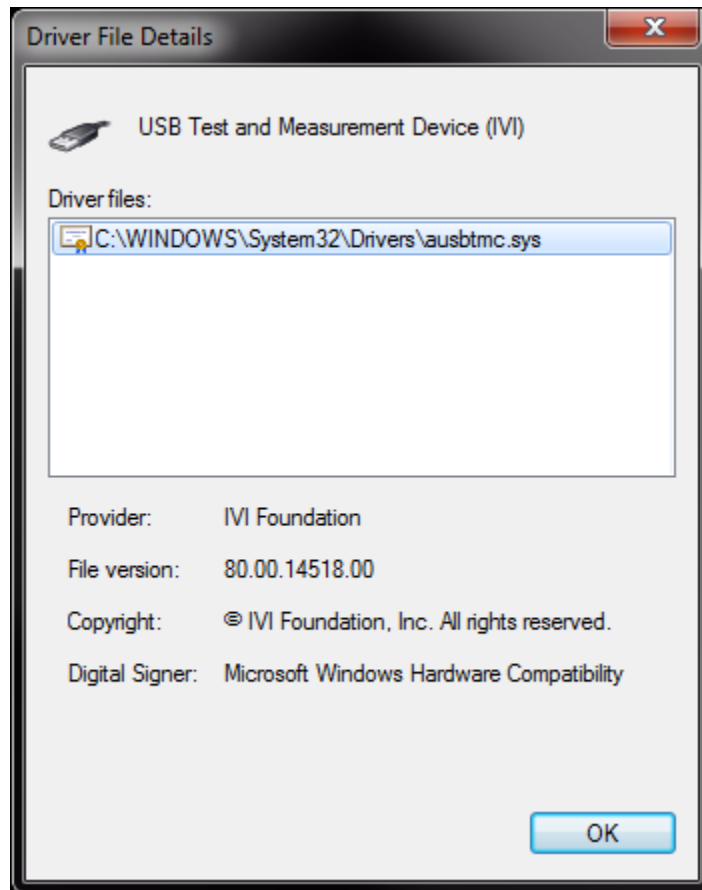 Driver File Details
USB Test and Measurement Device (IVI)
Driver files:
C:\WINDOWS\System32\Drivers\ausbtmc.sys
Provider: IVI Foundation
File version: 80.00.14518.00
Copyright: © IVI Foundation, Inc. All rights reserved.
Digital Signer: Microsoft Windows Hardware Compatibility
OK